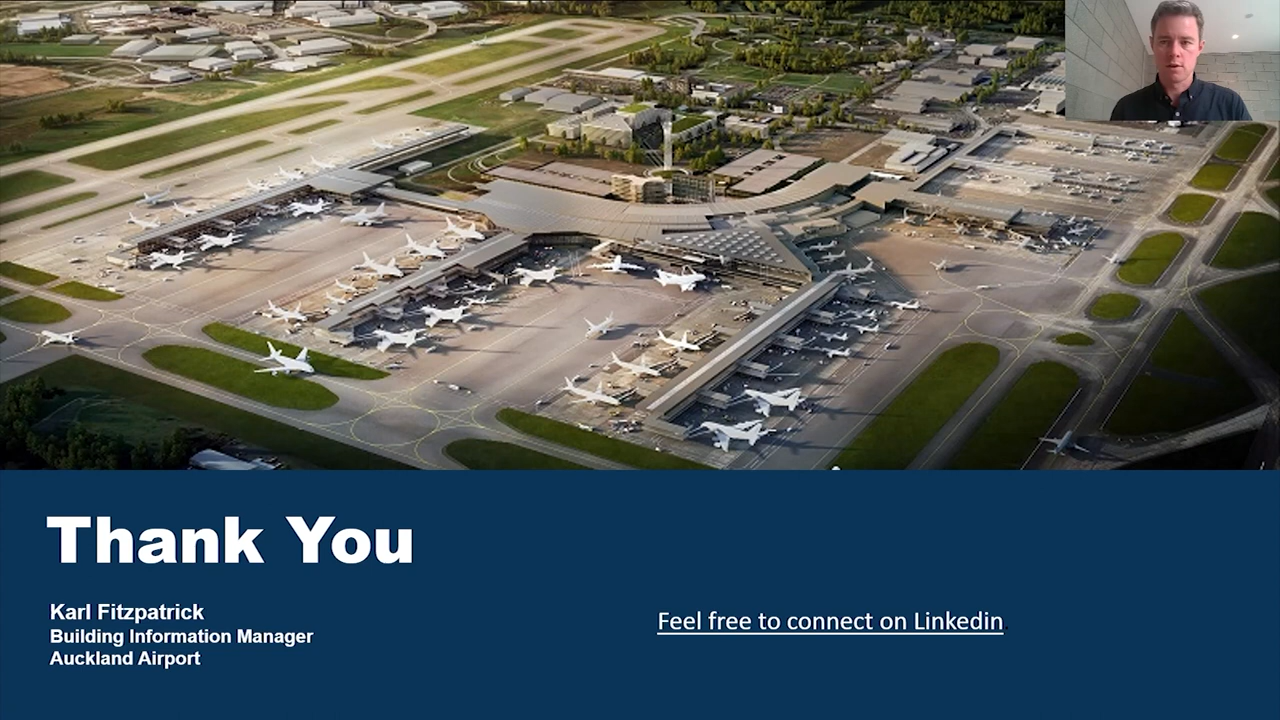 Thank You
Karl Fitzpatrick
Building Information Manager
Auckland Airport
Feel free to connect on Linkedin